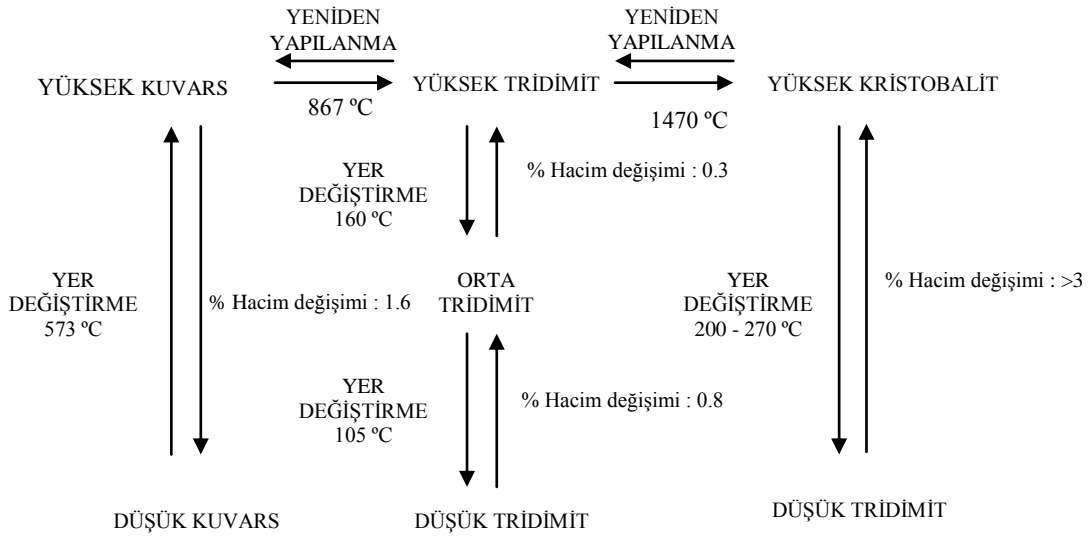 YENİDEN
YAPILANMA
YENİDEN
YAPILANMA
YÜKSEK KUVARS
YÜKSEK TRİDİMİT
YÜKSEK KRİSTOBALİT
867 ºC
1470 ºC
YER
DEĞİŞTİRME
160 ºC
% Hacim değişimi : 0.3
YER
DEĞİŞTİRME
573 ºC
% Hacim değişimi : 1.6
ORTA
TRİDİMİT
YER
DEĞİŞTİRME
200 - 270 ºC
% Hacim değişimi : >3
YER
DEĞİŞTİRME
105 ºC
% Hacim değişimi : 0.8
DÜŞÜK KUVARS
DÜŞÜK TRİDİMİT
DÜŞÜK TRİDİMİT